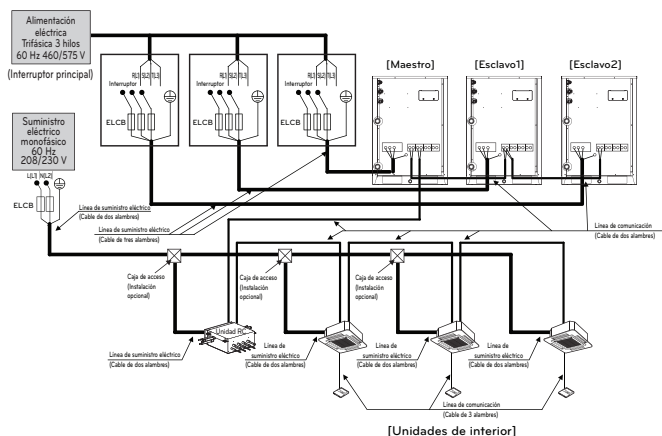 Alimentación
eléctrica
Trifásica 3 hilos
60 Hz 460/575 V
(Interruptor principal)
R(L1) S(L2) T(L3)
Interruptor
ELCB
R(L1) S(L2) T(L3)
Interruptor
ELCB
R(L1) S(L2) T(L3)
Interruptor
ELCB
[Maestro]
[Esclavo1]
[Esclavo2]
Suministro
eléctrico
monofásico
60 Hz
208/230 V
L(L1) N(L2)
ELCB
Línea de suministro eléctrico
(Cable de dos alambres)
Línea de suministro eléctrico
(Cable de tres alambres)
Línea de comunicación
(Cable de dos alambres)
Caja de acceso
(Instalación
opcional)
Caja de acceso
(Instalación
opcional)
Caja de acceso
(Instalación
opcional)
Unidad RC
Línea de suministro eléctrico
(Cable de dos alambres)
Línea de
suministro eléctrico
(Cable de dos alambres)
Línea de
suministro eléctrico
(Cable de dos alambres)
Línea de
suministro eléctrico
(Cable de dos alambres)
Línea de comunicación
(Cable de 3 alambres)
[Unidades de interior]